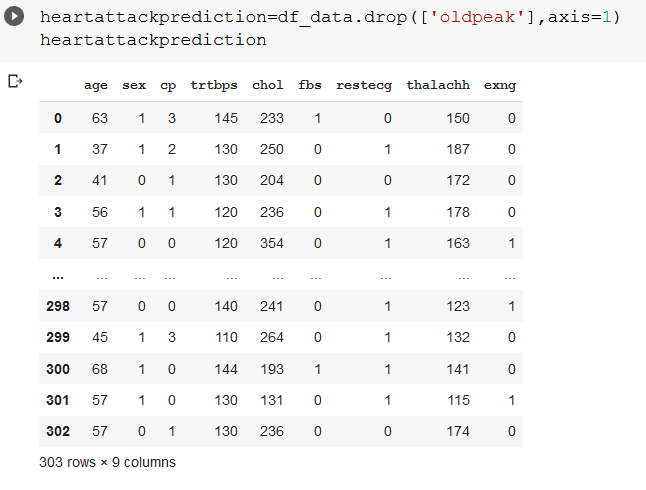 heartattackprediction=df_data.drop(['oldpeak'],axis=1)
heartattackprediction
age sex cp trtbps chol fbs restecg thalachh exng
0 63 1 3 145 233 1 0 150 0
1 37 1 2 130 250 0 1 187 0
2 41 0 1 130 204 0 0 172 0
3 56 1 1 120 236 0 1 178 0
4 57 0 0 120 354 0 1 163 1
... ... ... ... ... ... ... ... ... ...
298 57 0 0 140 241 0 1 123 1
299 45 1 3 110 264 0 1 132 0
300 68 1 0 144 193 1 1 141 0
301 57 1 0 130 131 0 1 115 1
302 57 0 1 130 236 0 0 174 0
303 rows × 9 columns